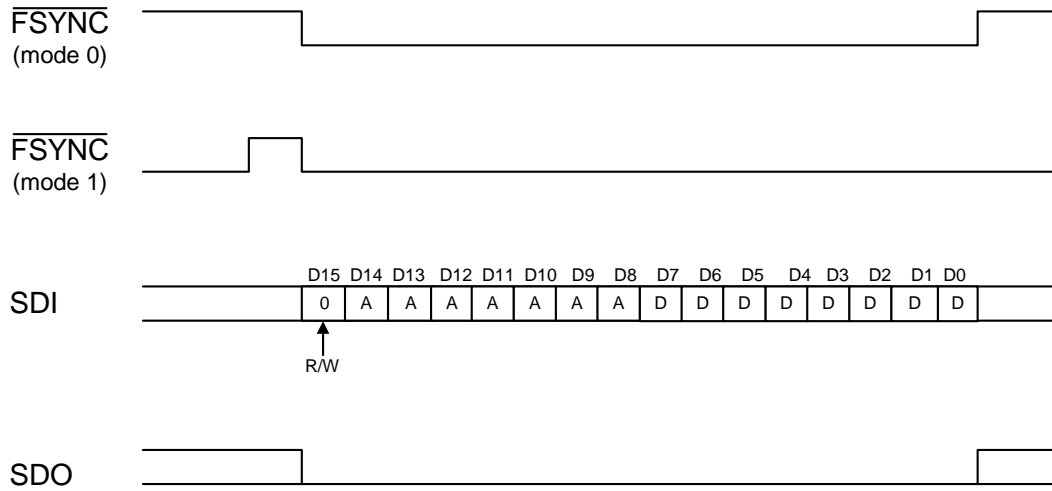 FSYNC
(mode 0)
FSYNC
(mode 1)
D15 D14 D13 D12 D11 D10 D9 D8 D7 D6 D5 D4 D3 D2 D1 D0
SDI 0 A A A A A A A D D D D D D D D
R/W
SDO